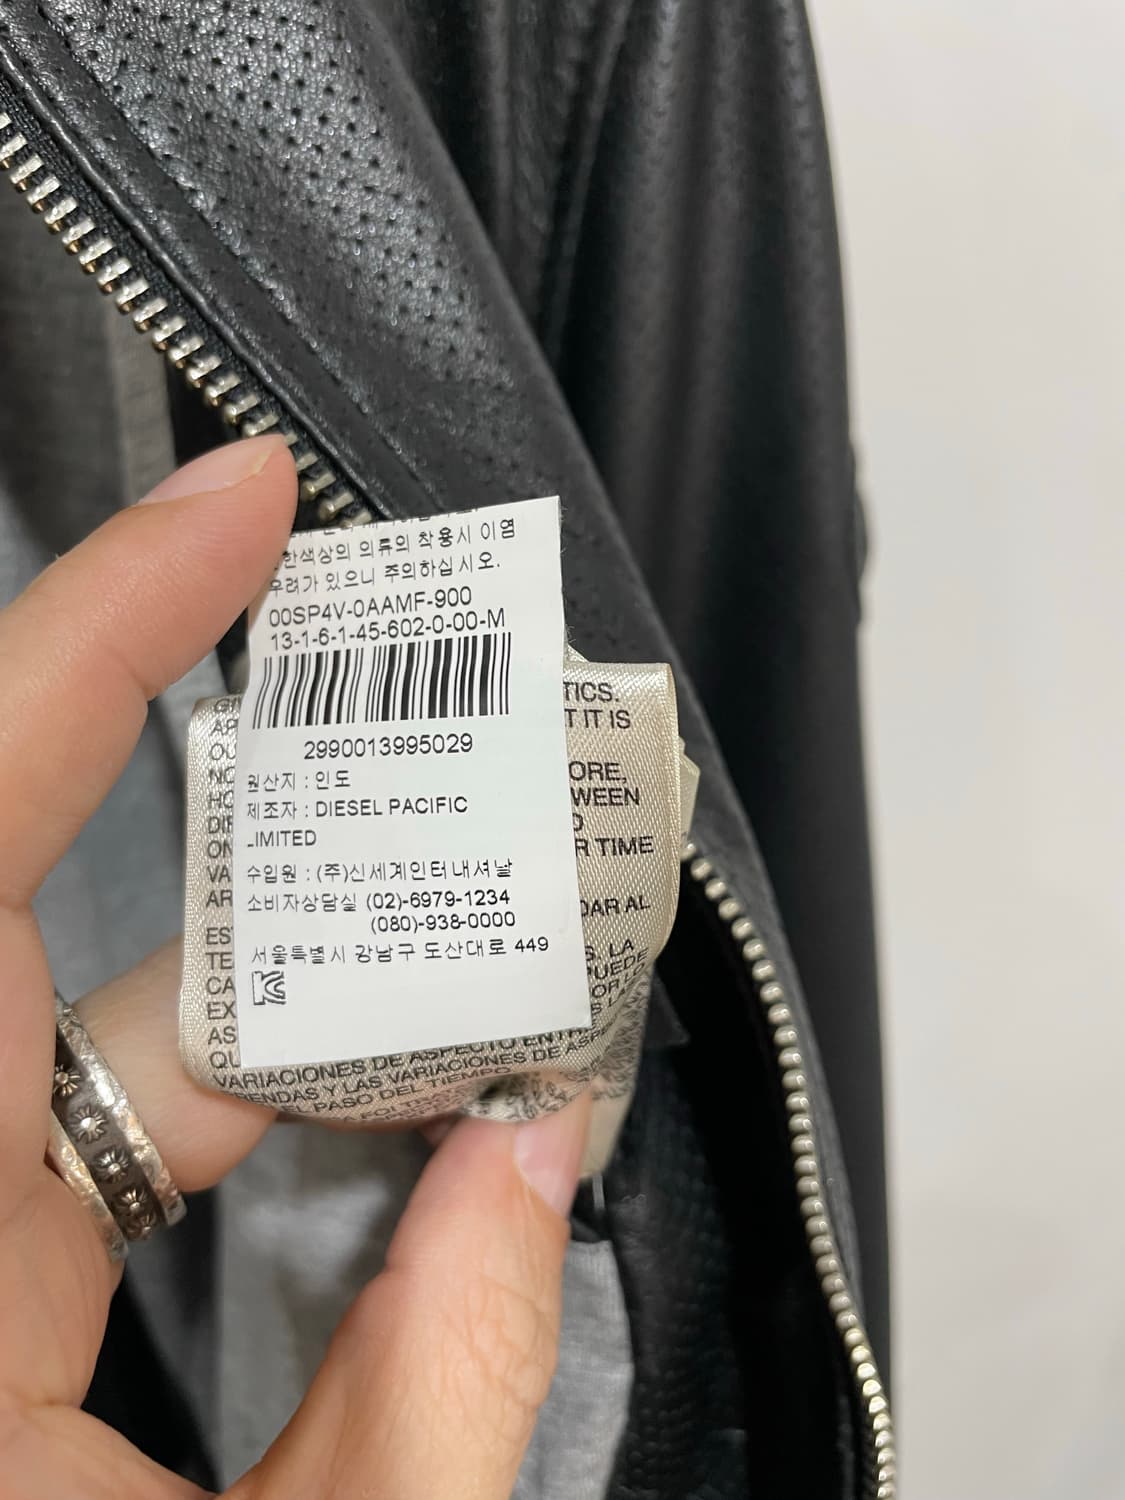 한색상의 의류의 착용시 이염
우려가 있으니 주의하십시오.
00SP4V-0AAMF-900
13-1-6-1-45-602-0-00-M
2990013995029
원산지 : 인도
제조자 : DIESEL PACIFIC
LIMITED
수입원 : (주)신세계인터내셔날
소비자상담실 (02)-6979-1234
(080)-938-0000
서울특별시 강남구 도산대로 449
TICS.
T IT IS
ORE,
WEEN
R TIME
DAR AL
S. LA
PUEDE
VARIACIONES DE ASPECTO ENTR
RENDAS Y LAS VARIACIONES DE ASPE
L PASO DEL TIEMPO